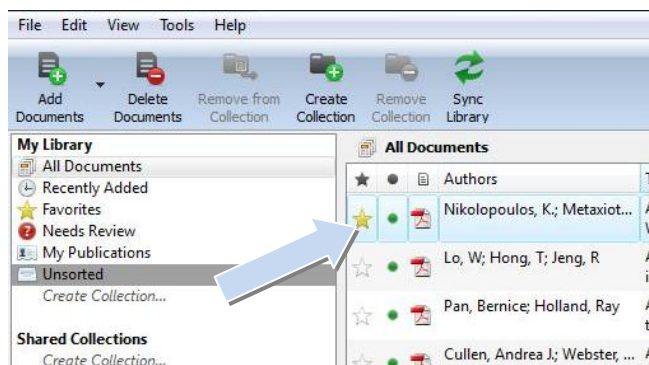 File Edit View Tools Help
Add Documents
Delete Documents
Remove from Collection
Create Collection
Remove Collection
Sync Library
My Library
All Documents
Recently Added
Favorites
Needs Review
My Publications
Unsorted
Create Collection...
Shared Collections
Create Collection...
All Documents
Authors
Nikolopoulos, K.; Metaxiot...
Lo, W; Hong, T; Jeng, R
Pan, Bernice; Holland, Ray
Cullen, Andrea J.; Webster, ...